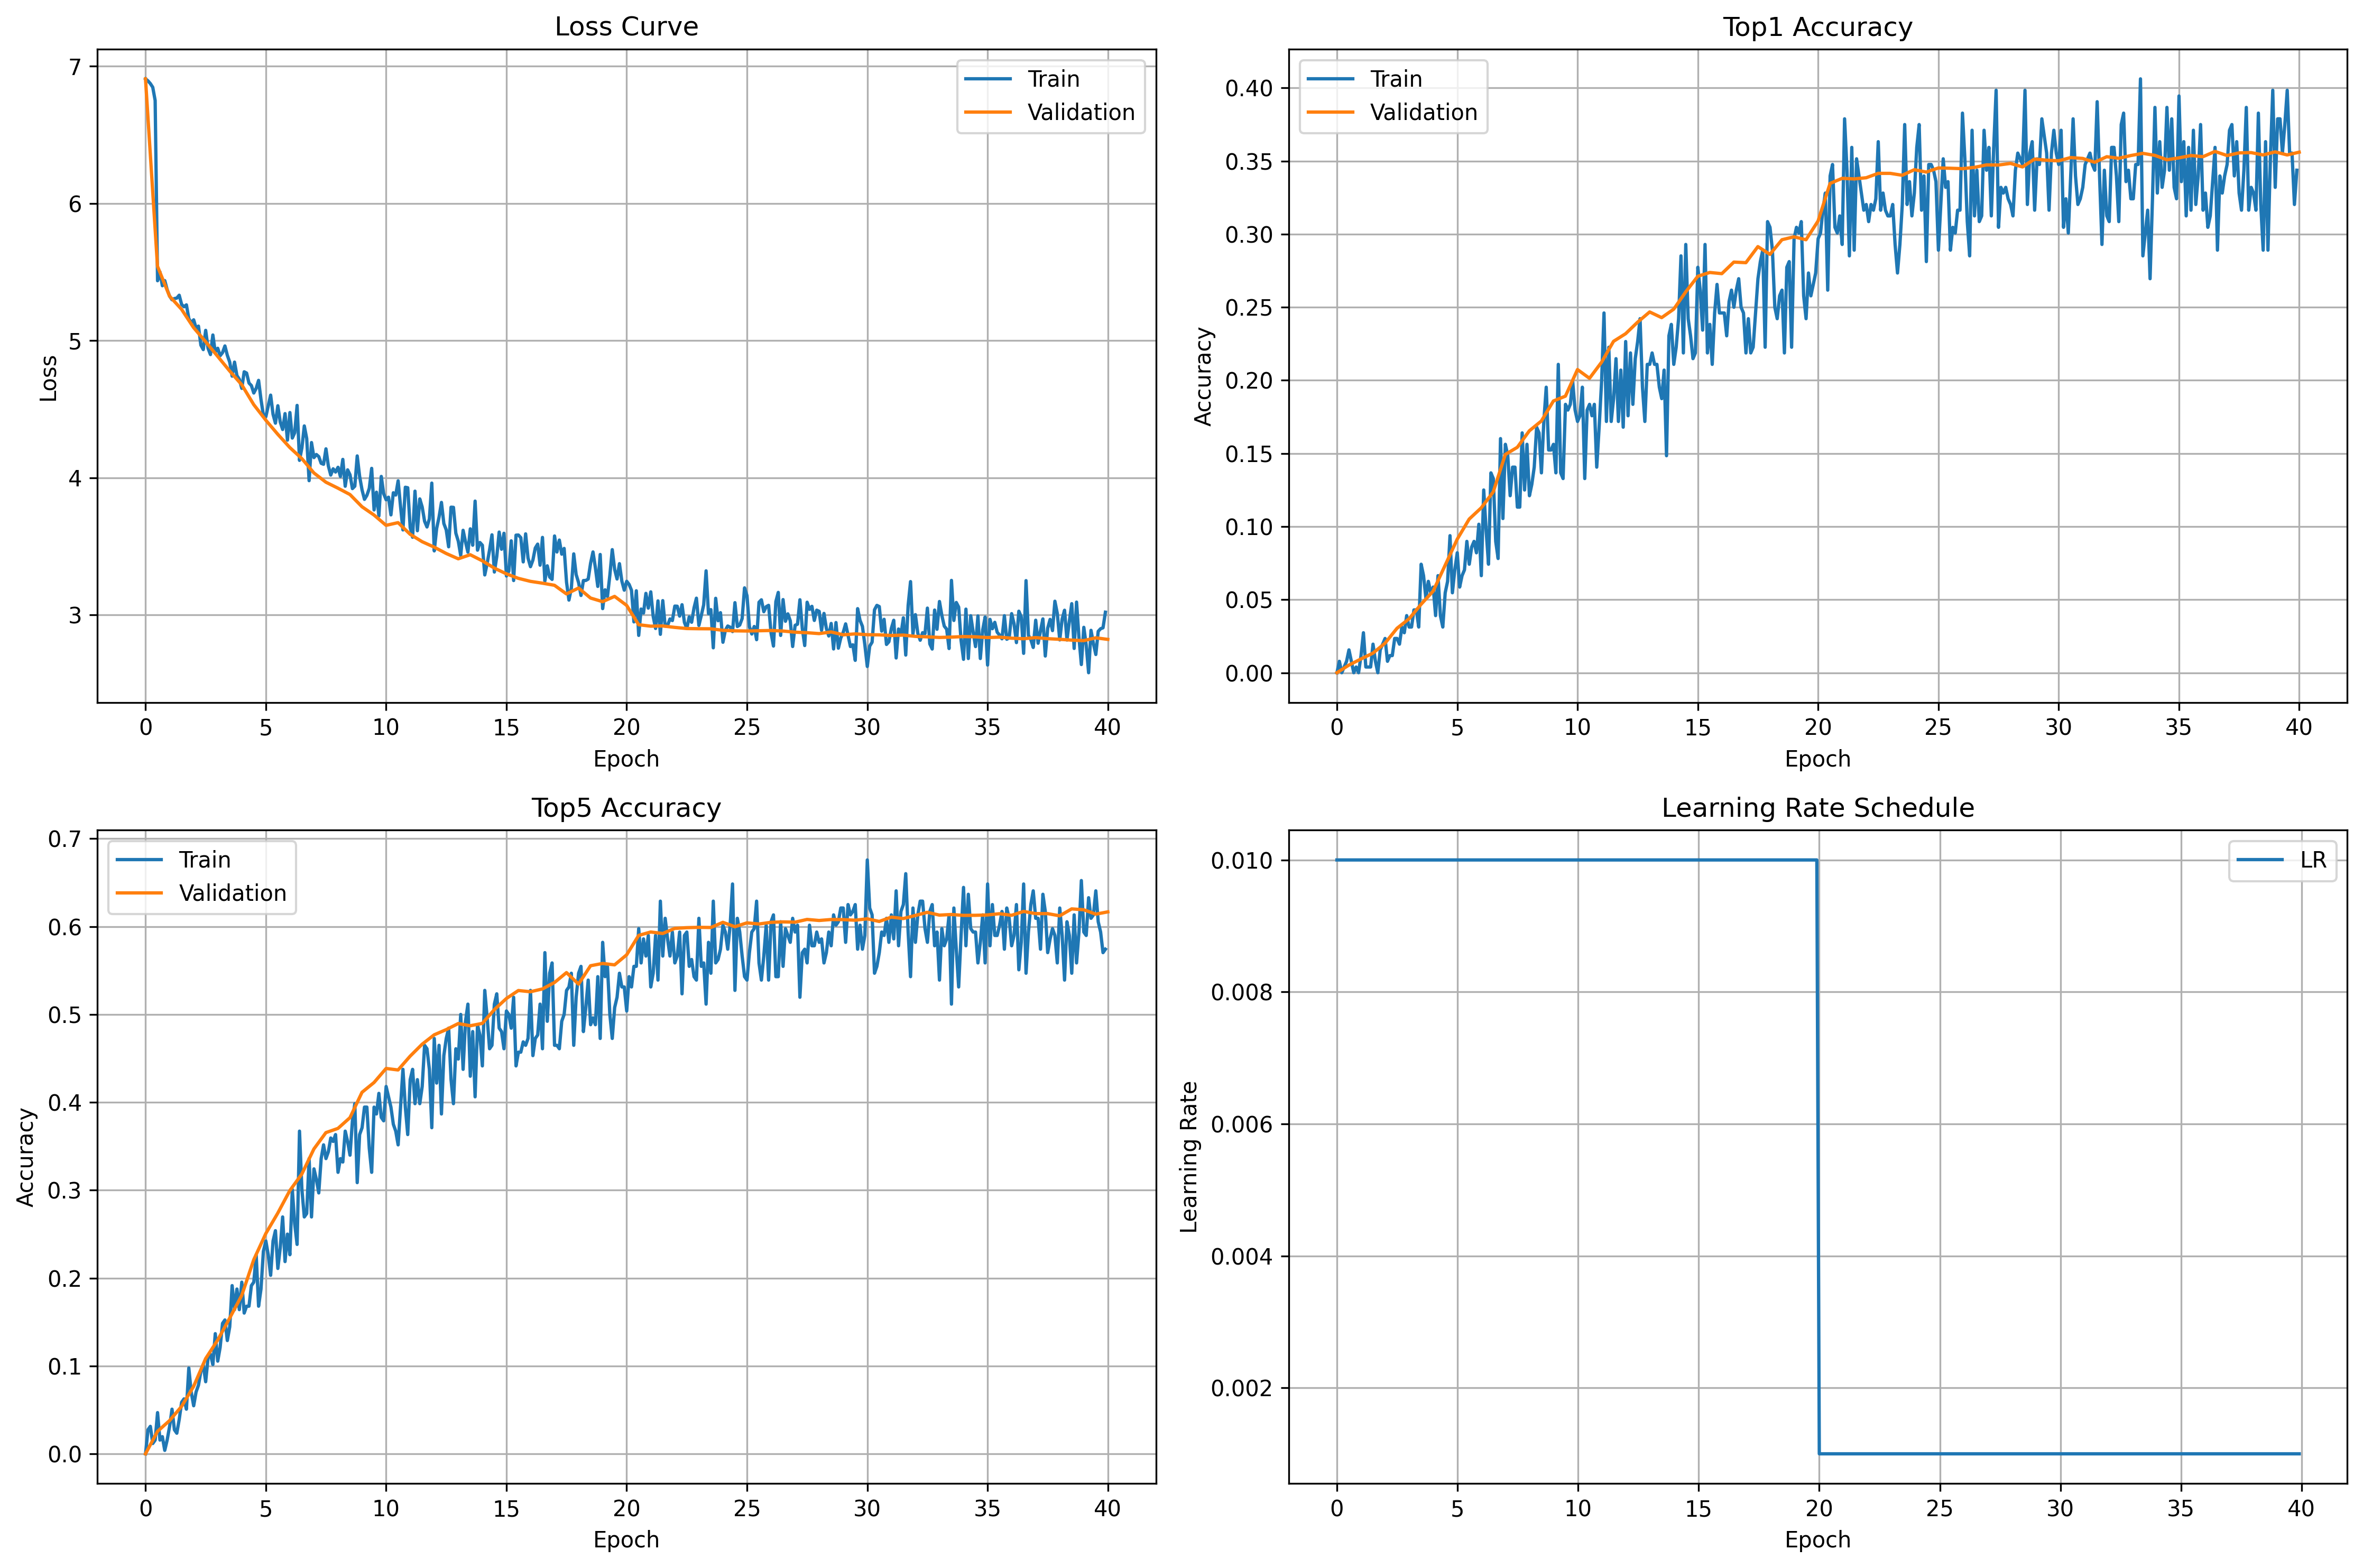 Loss Curve
Train
Validation
7
6
5
4
3
Loss
0 5 10 15 20 25 30 35 40
Epoch
Top1 Accuracy
Train
Validation
0.40
0.35
0.30
0.25
0.20
0.15
0.10
0.05
0.00
Accuracy
0 5 10 15 20 25 30 35 40
Epoch
Top5 Accuracy
Train
Validation
0.7
0.6
0.5
0.4
0.3
0.2
0.1
0.0
Accuracy
0 5 10 15 20 25 30 35 40
Epoch
Learning Rate Schedule
LR
0.010
0.008
0.006
0.004
0.002
Learning Rate
0 5 10 15 20 25 30 35 40
Epoch